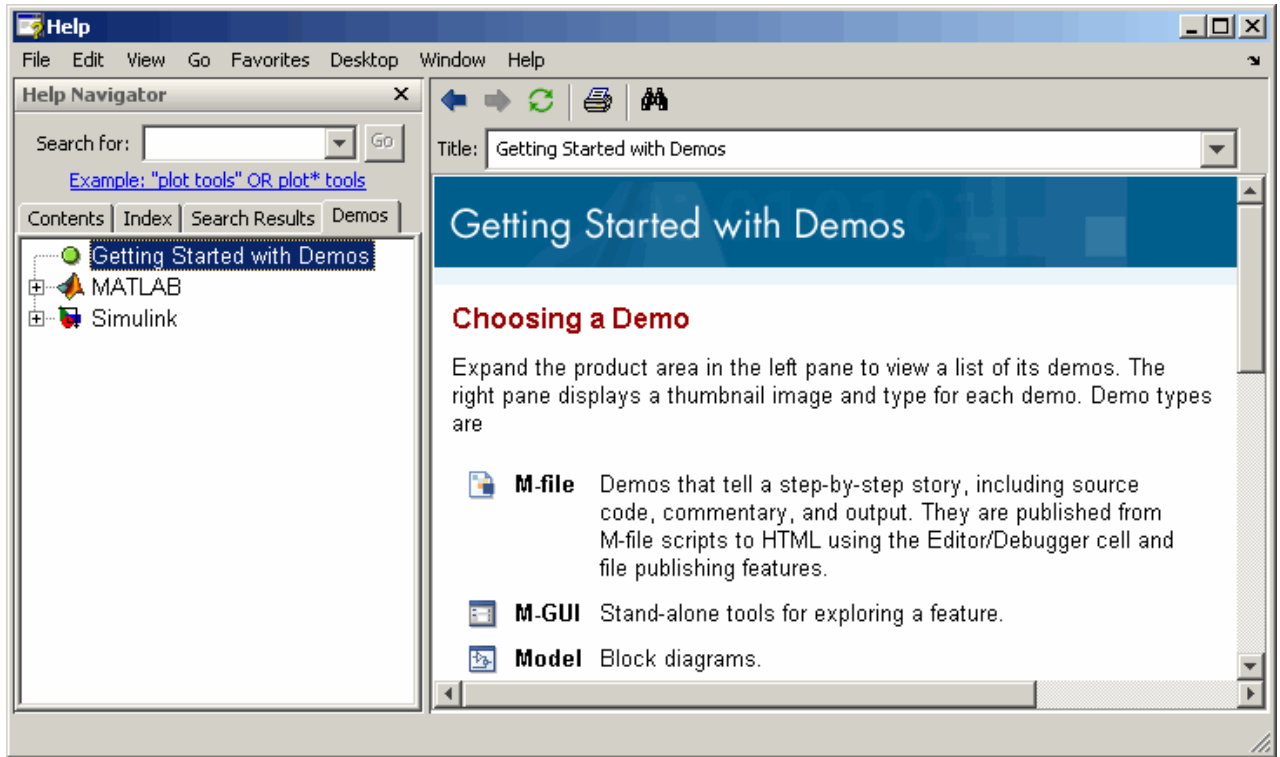 Help
File Edit View Go Favorites Desktop Window Help
Help Navigator
Search for: Go
Example: "plot tools" OR plot* tools
Contents Index Search Results Demos
Getting Started with Demos
MATLAB
Simulink
Title: Getting Started with Demos
Getting Started with Demos
Choosing a Demo
Expand the product area in the left pane to view a list of its demos. The
right pane displays a thumbnail image and type for each demo. Demo types
are
M-file Demos that tell a step-by-step story, including source
code, commentary, and output. They are published from
M-file scripts to HTML using the Editor/Debugger cell and
file publishing features.
M-GUI Stand-alone tools for exploring a feature.
Model Block diagrams.